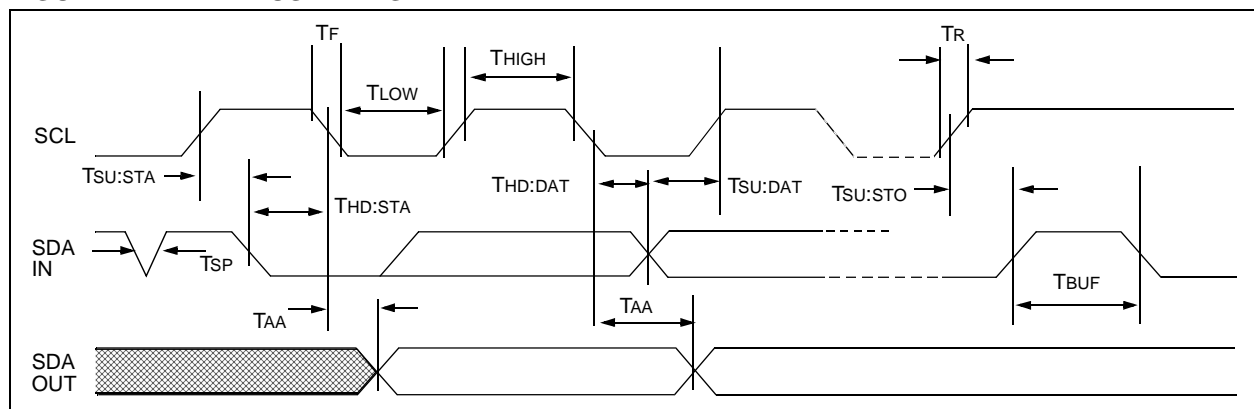 TF
TR
THIGH
TLOW
SCL
TSU:STA
THD:DAT
TSU:DAT
TSU:STO
THD:STA
SDA
IN
TSP
TBUF
TAA
TAA
SDA
OUT